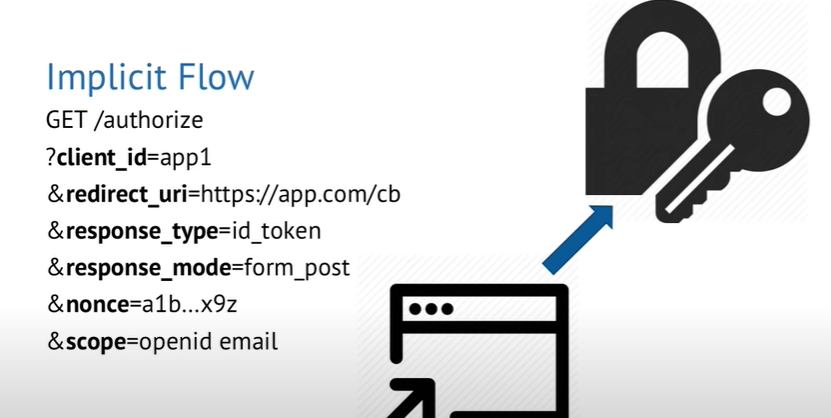 Implicit Flow
GET /authorize
?client_id=app1
&redirect_uri=https://app.com/cb
&response_type=id_token
&response_mode=form_post
&nonce=a1b...x9z
&scope=openid email